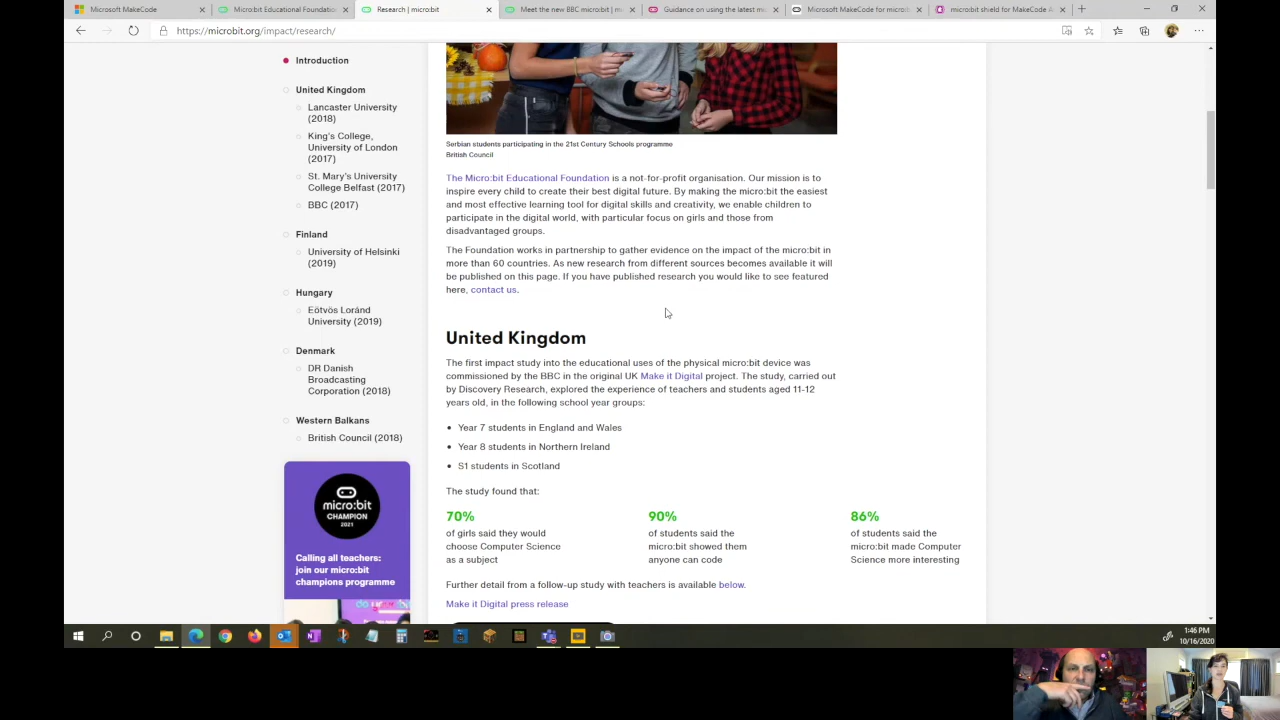 Microsoft MakeCode
Micro:bit Educational Foundation
Research | micro:bit
Meet the new BBC micro:bit | mi
Guidance on using the latest mic
Microsoft MakeCode for micro:bi
micro:bit shield for MakeCode A
https://microbit.org/impact/research/
Introduction
United Kingdom
Lancaster University
(2018)
King's College,
University of London
(2017)
St. Mary's University
College Belfast (2017)
BBC (2017)
Finland
University of Helsinki
(2019)
Hungary
Eötvös Loránd
University (2019)
Denmark
DR Danish
Broadcasting
Corporation (2018)
Western Balkans
British Council (2018)
micro:bit
CHAMPION
2021
Calling all teachers:
join our micro:bit
champions programme
Serbian students participating in the 21st Century Schools programme
British Council
The Micro:bit Educational Foundation is a not-for-profit organisation. Our mission is to
inspire every child to create their best digital future. By making the micro:bit the easiest
and most effective learning tool for digital skills and creativity, we enable children to
participate in the digital world, with particular focus on girls and those from
disadvantaged groups.
The Foundation works in partnership to gather evidence on the impact of the micro:bit in
more than 60 countries. As new research from different sources becomes available it will
be published on this page. If you have published research you would like to see featured
here, contact us.
United Kingdom
The first impact study into the educational uses of the physical micro:bit device was
commissioned by the BBC in the original UK Make it Digital project. The study, carried out
by Discovery Research, explored the experience of teachers and students aged 11-12
years old, in the following school year groups:
Year 7 students in England and Wales
Year 8 students in Northern Ireland
S1 students in Scotland
The study found that:
70%
of girls said they would
choose Computer Science
as a subject
90%
of students said the
micro:bit showed them
anyone can code
86%
of students said the
micro:bit made Computer
Science more interesting
Further detail from a follow-up study with teachers is available below.
Make it Digital press release
1:46 PM
10/16/2020